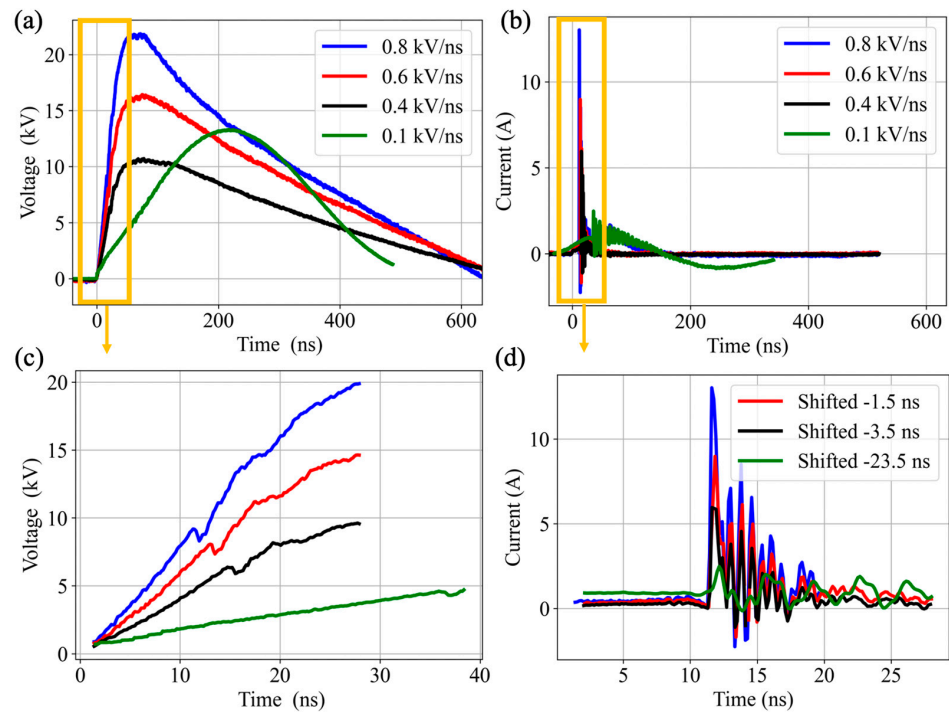 (a)
20
15
10
5
0
Voltage (kV)
0.8 kV/ns
0.6 kV/ns
0.4 kV/ns
0.1 kV/ns
0 200 400 600
Time (ns)
(b)
10
5
0
Current (A)
0.8 kV/ns
0.6 kV/ns
0.4 kV/ns
0.1 kV/ns
0 200 400 600
Time (ns)
(c)
20
15
10
5
0
Voltage (kV)
0 10 20 30 40
Time (ns)
(d)
10
5
0
Current (A)
Shifted -1.5 ns
Shifted -3.5 ns
Shifted -23.5 ns
5 10 15 20 25
Time (ns)